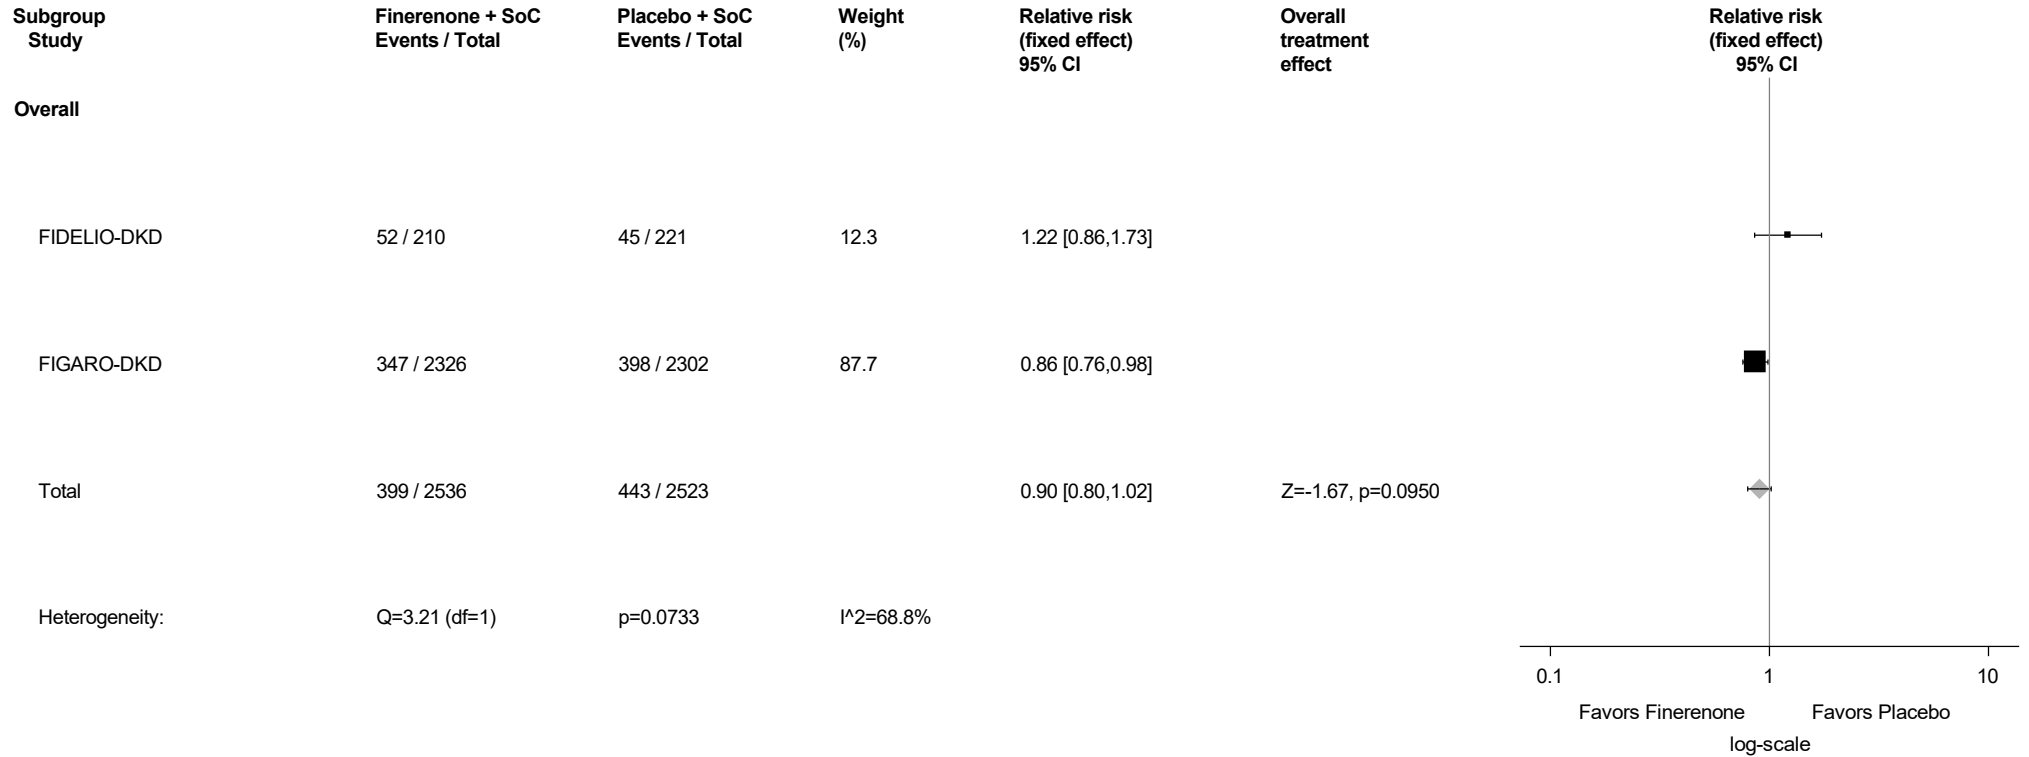 Subgroup Finerenone + SoC Placebo + SoC Weight Relative risk Overall Relative risk
Study Events / Total Events / Total (%) (fixed effect) treatment (fixed effect)
95% CI effect 95% CI
Overall
FIDELIO-DKD 52 / 210 45 / 221 12.3 1.22 [0.86,1.73]
FIGARO-DKD 347 / 2326 398 / 2302 87.7 0.86 [0.76,0.98]
Total 399 / 2536 443 / 2523 0.90 [0.80,1.02] Z=-1.67, p=0.0950
Heterogeneity: Q=3.21 (df=1) p=0.0733 I^2=68.8%
0.1 1 10
Favors Finerenone Favors Placebo
log-scale